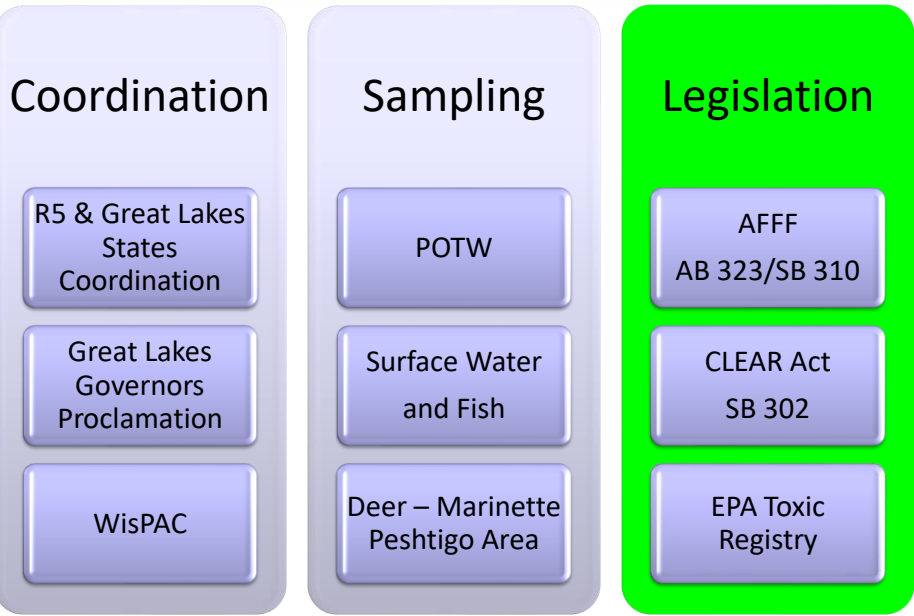 Coordination
R5 & Great Lakes
States
Coordination
Great Lakes
Governors
Proclamation
WisPAC
Sampling
POTW
Surface Water
and Fish
Deer – Marinette
Peshtigo Area
Legislation
AFFF
AB 323/SB 310
CLEAR Act
SB 302
EPA Toxic
Registry